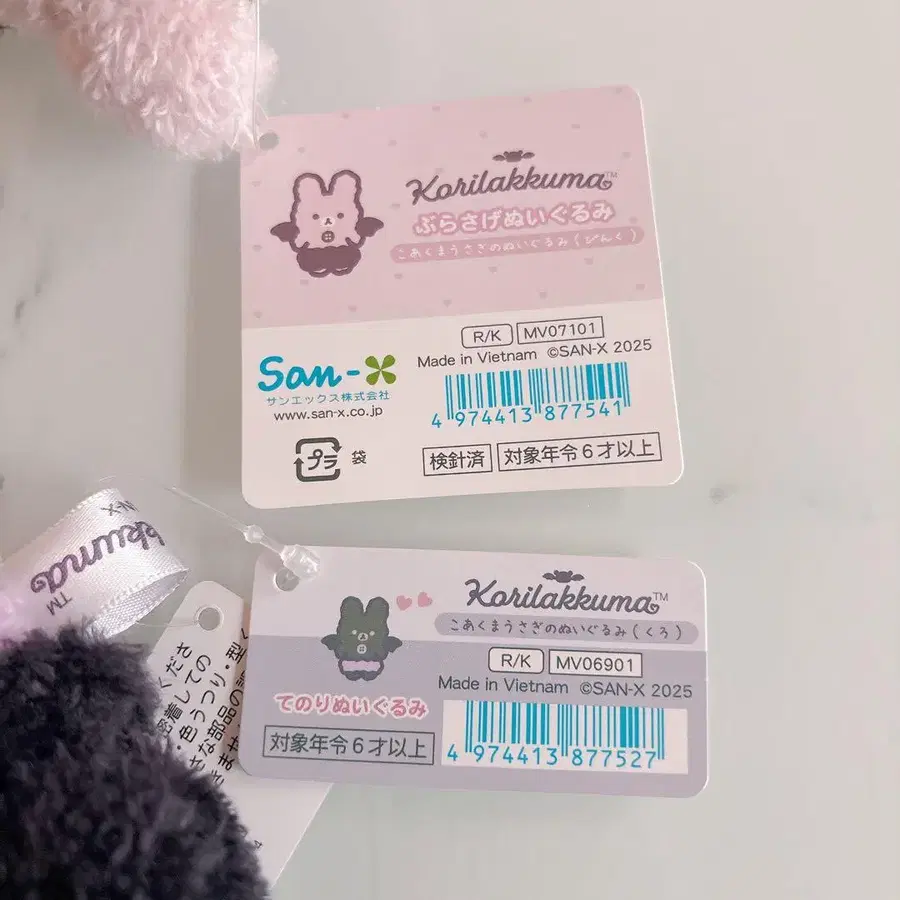 Korilakkuma™
ぶらさげぬいぐるみ
こあくまうさぎのぬいぐるみ(ぴんく)
R/K MV07101
Made in Vietnam ©SAN-X 2025
San-X
サンエックス株式会社
www.san-x.co.jp
4 974413 877541
プラ 袋
検針済 対象年令6才以上
kkuma™
N-X
Korilakkuma™
こあくまうさぎのぬいぐるみ(くろ)
R/K MV06901
Made in Vietnam ©SAN-X 2025
てのりぬいぐるみ
対象年令6才以上
4 974413 877527